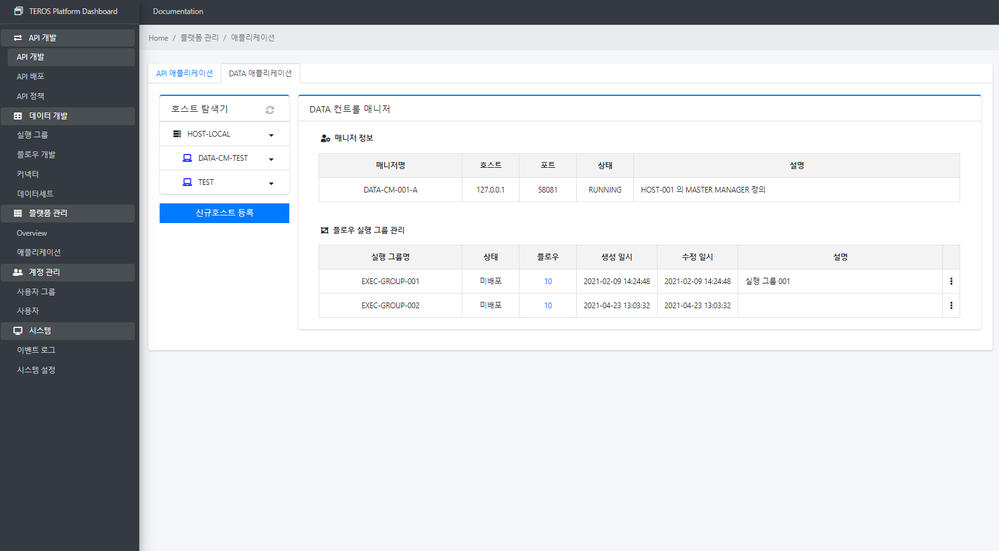 TEROS Platform Dashboard
Documentation
API 개발
API 개발
API 배포
API 정책
데이터 개발
실행 그룹
플로우 개발
커넥터
데이터세트
플랫폼 관리
Overview
애플리케이션
계정 관리
사용자 그룹
사용자
시스템
이벤트 로그
시스템 설정
Home / 플랫폼 관리 / 애플리케이션
API 애플리케이션 DATA 애플리케이션
호스트 탐색기
HOST-LOCAL
DATA-CM-TEST
TEST
신규호스트 등록
DATA 컨트롤 매니저
매니저 정보
매니저명 호스트 포트 상태 설명
DATA-CM-001-A 127.0.0.1 58081 RUNNING HOST-001 의 MASTER MANAGER 정의
플로우 실행 그룹 관리
실행 그룹명 상태 플로우 생성 일시 수정 일시 설명
EXEC-GROUP-001 미배포 10 2021-02-09 14:24:48 2021-02-09 14:24:48 실행 그룹 001
EXEC-GROUP-002 미배포 10 2021-04-23 13:03:32 2021-04-23 13:03:32